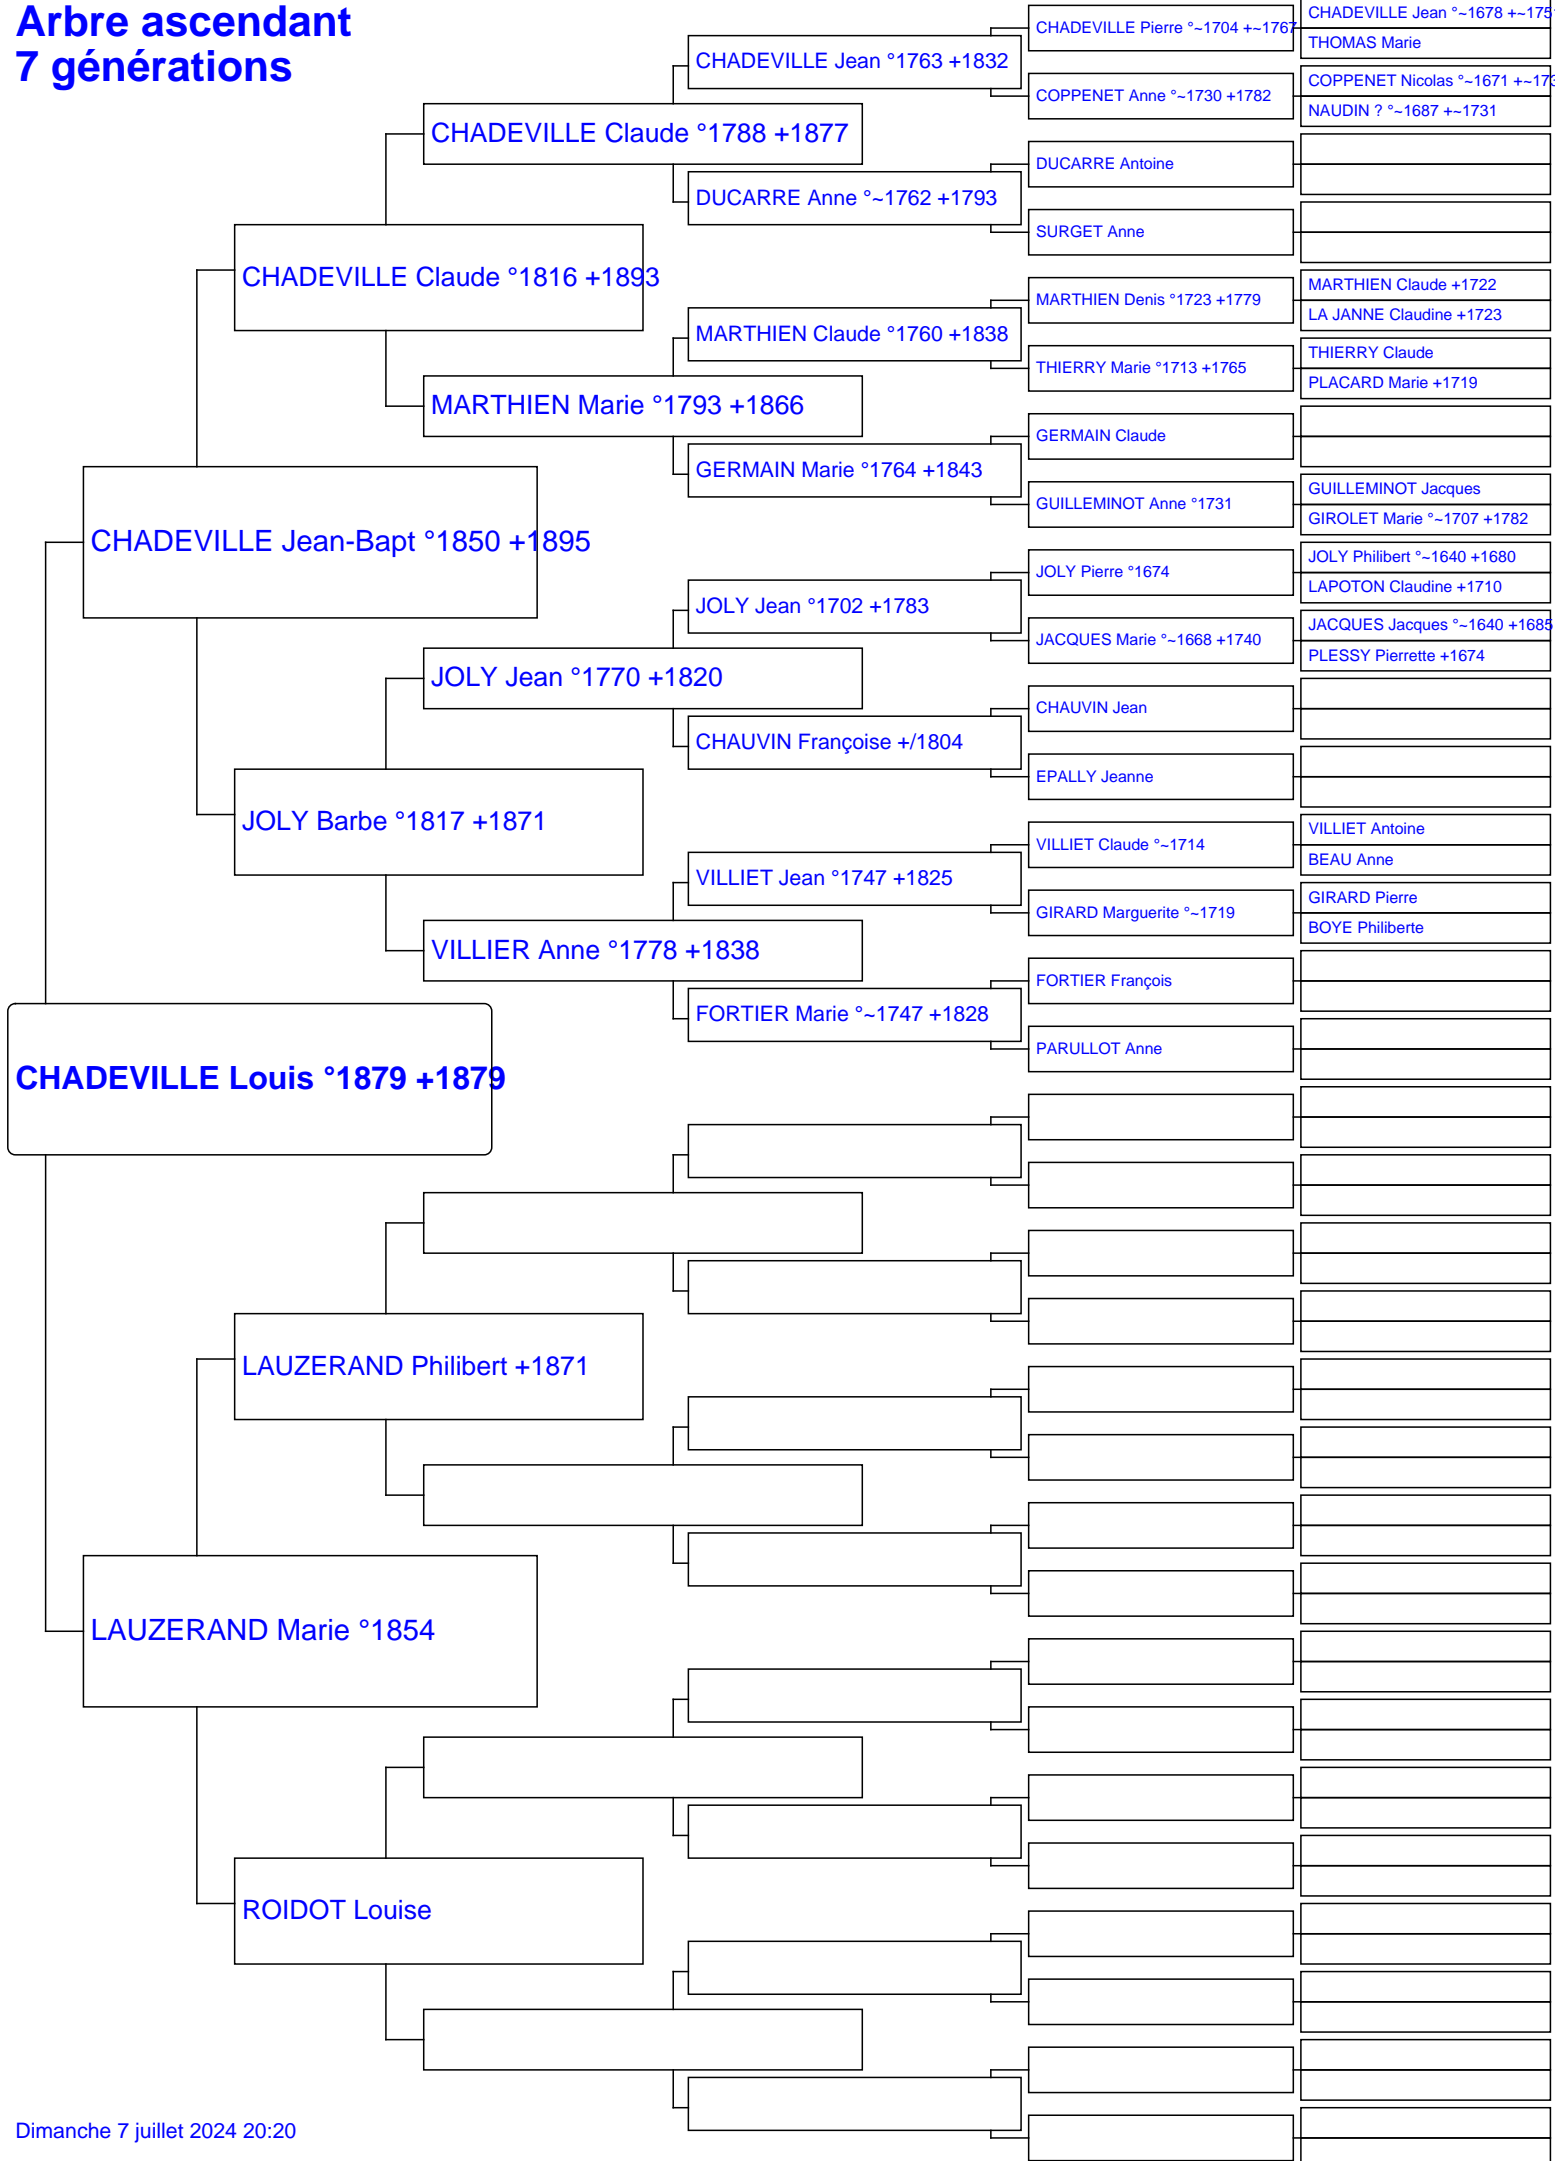 Arbre ascendant
7 générations
CHADEVILLE Louis °1879 +1879
CHADEVILLE Jean-Bapt °1850 +1895
LAUZERAND Marie °1854
CHADEVILLE Claude °1816 +1893
JOLY Barbe °1817 +1871
LAUZERAND Philibert +1871
ROIDOT Louise
CHADEVILLE Claude °1788 +1877
MARTHIEN Marie °1793 +1866
JOLY Jean °1770 +1820
VILLIER Anne °1778 +1838
CHADEVILLE Jean °1763 +1832
DUCARRE Anne °~1762 +1793
MARTHIEN Claude °1760 +1838
GERMAIN Marie °1764 +1843
JOLY Jean °1702 +1783
CHAUVIN Françoise +/1804
VILLIET Jean °1747 +1825
FORTIER Marie °~1747 +1828
CHADEVILLE Pierre °~1704 +~1767
COPPENET Anne °~1730 +1782
DUCARRE Antoine
SURGET Anne
MARTHIEN Denis °1723 +1779
THIERRY Marie °1713 +1765
GERMAIN Claude
GUILLEMINOT Anne °1731
JOLY Pierre °1674
JACQUES Marie °~1668 +1740
CHAUVIN Jean
EPALLY Jeanne
VILLIET Claude °~1714
GIRARD Marguerite °~1719
FORTIER François
PARULLOT Anne
CHADEVILLE Jean °~1678
THOMAS Marie
COPPENET Nicolas °~1671
NAUDIN ? °~1687 +~1731
MARTHIEN Claude +1722
LA JANNE Claudine +1723
THIERRY Claude
PLACARD Marie +1719
GUILLEMINOT Jacques
GIROLET Marie °~1707 +1782
JOLY Philibert °~1640 +1680
LAPOTON Claudine +1710
JACQUES Jacques °~1640 +1685
PLESSY Pierrette +1674
VILLIET Antoine
BEAU Anne
GIRARD Pierre
BOYE Philiberte
Dimanche 7 juillet 2024 20:20